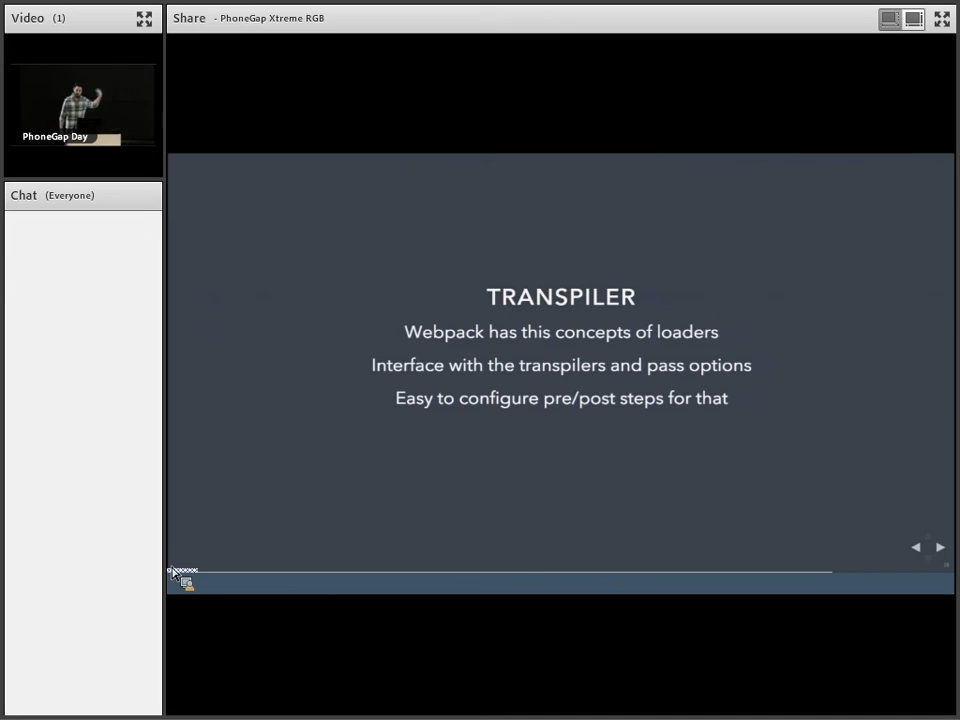 Video (1)
Share - PhoneGap Xtreme RGB
PhoneGap Day
Chat (Everyone)
TRANSPILER
Webpack has this concepts of loaders
Interface with the transpilers and pass options
Easy to configure pre/post steps for that